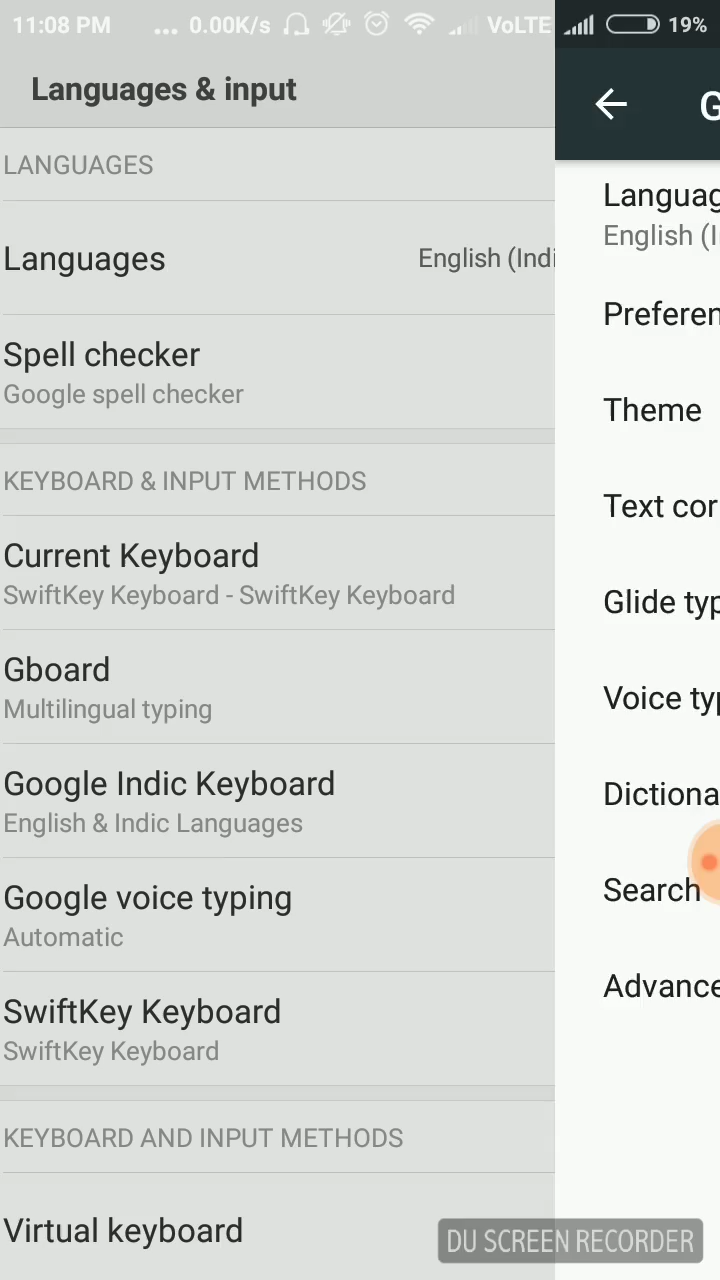 11:08 PM ... 0.00K/s VoLTE 19%
Languages & input
LANGUAGES
Languages English (Indi
Spell checker
Google spell checker
KEYBOARD & INPUT METHODS
Current Keyboard
SwiftKey Keyboard - SwiftKey Keyboard
Gboard
Multilingual typing
Google Indic Keyboard
English & Indic Languages
Google voice typing
Automatic
SwiftKey Keyboard
SwiftKey Keyboard
KEYBOARD AND INPUT METHODS
Virtual keyboard
G
Languag
English (I
Preferen
Theme
Text cor
Glide typ
Voice typ
Dictiona
Search
Advance
DU SCREEN RECORDER